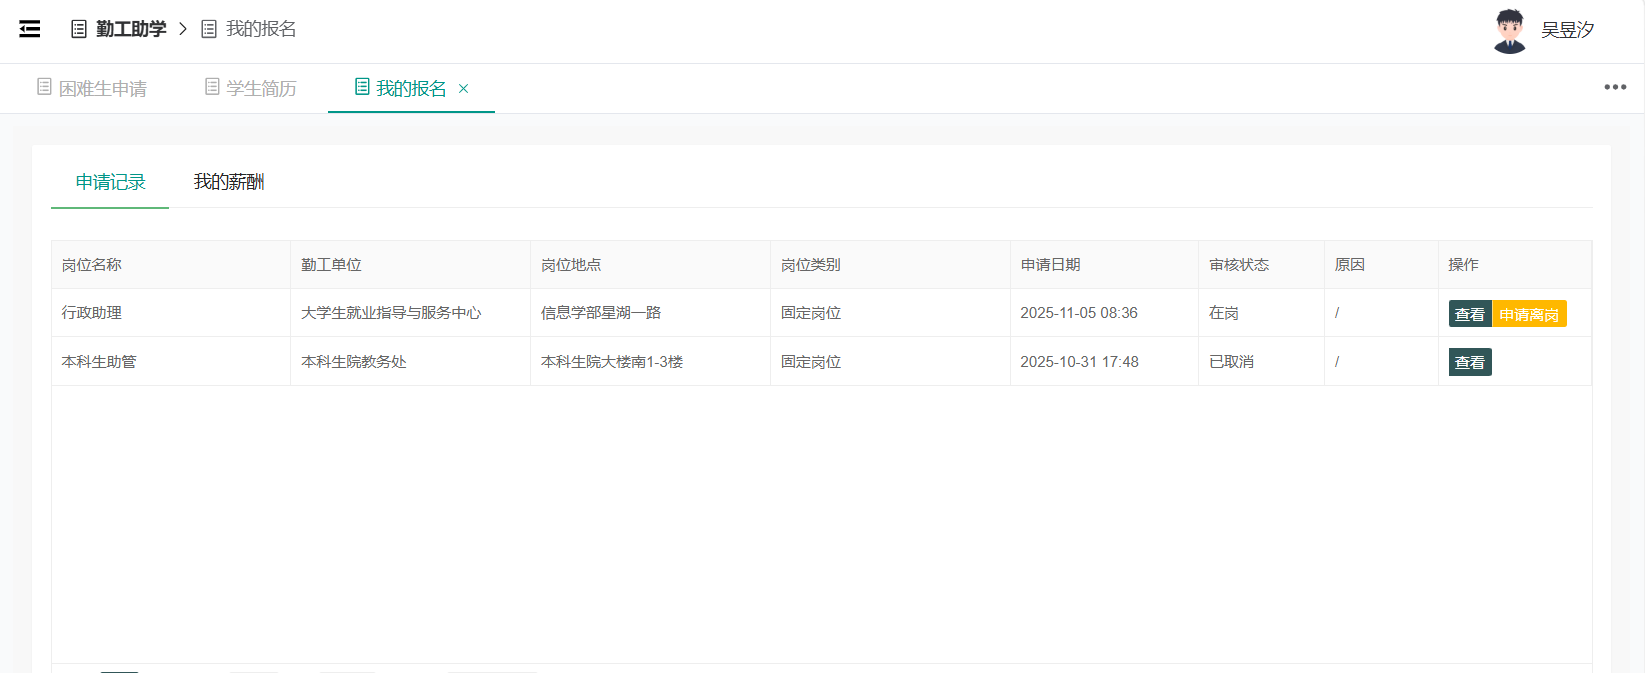 勤工助学 > 我的报名
吴昱汐
困难生申请 学生简历 我的报名 ×
申请记录 我的薪酬
岗位名称 勤工单位 岗位地点 岗位类别 申请日期 审核状态 原因 操作
行政助理 大学生就业指导与服务中心 信息学部星湖一路 固定岗位 2025-11-05 08:36 在岗 / 查看 申请离岗
本科生助管 本科生院教务处 本科生院大楼南1-3楼 固定岗位 2025-10-31 17:48 已取消 / 查看